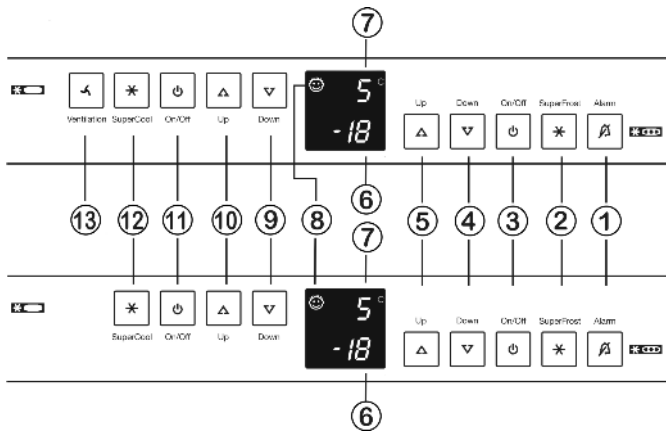 7
5 °C
-18
Ventilation SuperCool On/Off Up Down
Up Down On/Off SuperFrost Alarm
13 12 11 10 9 8 6 5 4 3 2 1
7
5 °C
-18
SuperCool On/Off Up Down
Up Down On/Off SuperFrost Alarm
6